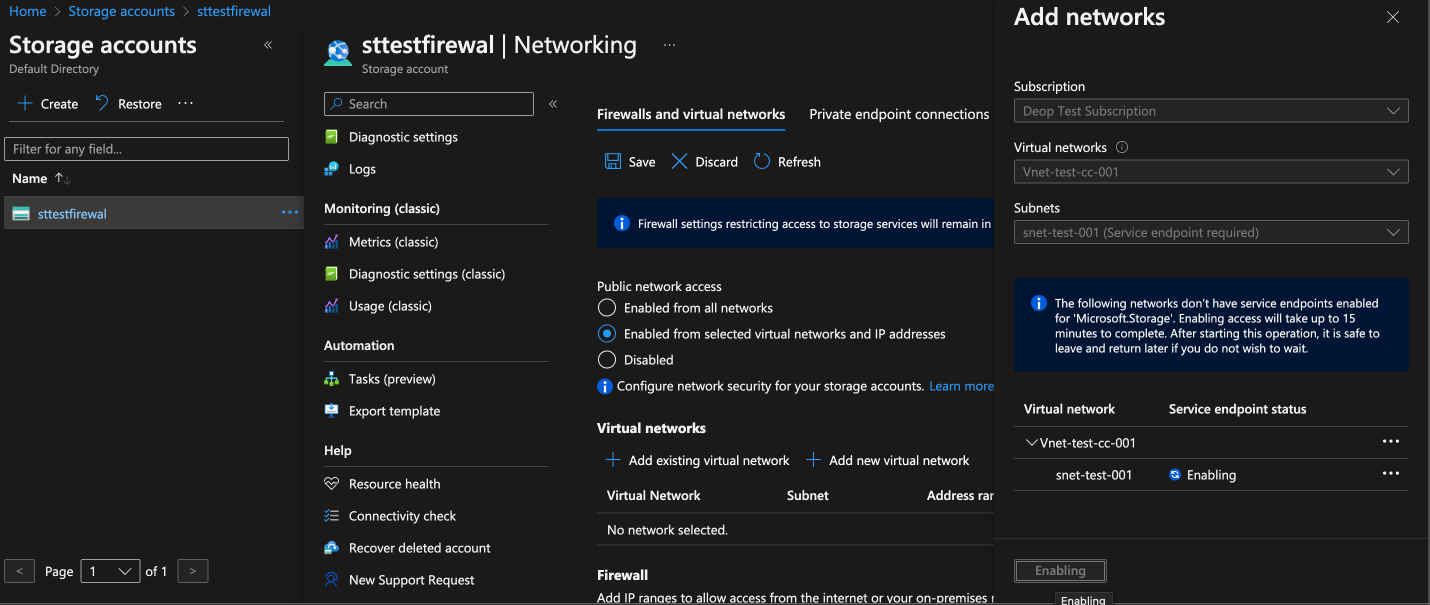 Home > Storage accounts > sttestfirewal
Storage accounts «
Default Directory
+ Create Restore ...
Filter for any field...
Name ↑↓
sttestfirewal ...
< Page 1 of 1 >
sttestfirewal | Networking ...
Storage account
Search «
Diagnostic settings
Logs
Monitoring (classic)
Metrics (classic)
Diagnostic settings (classic)
Usage (classic)
Automation
Tasks (preview)
Export template
Help
Resource health
Connectivity check
Recover deleted account
New Support Request
Firewalls and virtual networks Private endpoint connections
Save Discard Refresh
Firewall settings restricting access to storage services will remain in
Public network access
Enabled from all networks
Enabled from selected virtual networks and IP addresses
Disabled
Configure network security for your storage accounts. Learn more
Virtual networks
+ Add existing virtual network + Add new virtual network
Virtual Network Subnet Address ran
No network selected.
Firewall
Add IP ranges to allow access from the internet or your on-premises
Add networks
Subscription
Deop Test Subscription
Virtual networks
Vnet-test-cc-001
Subnets
snet-test-001 (Service endpoint required)
The following networks don't have service endpoints enabled
for 'Microsoft.Storage'. Enabling access will take up to 15
minutes to complete. After starting this operation, it is safe to
leave and return later if you do not wish to wait.
Virtual network Service endpoint status
Vnet-test-cc-001 ...
snet-test-001 Enabling ...
Enabling
Enabling